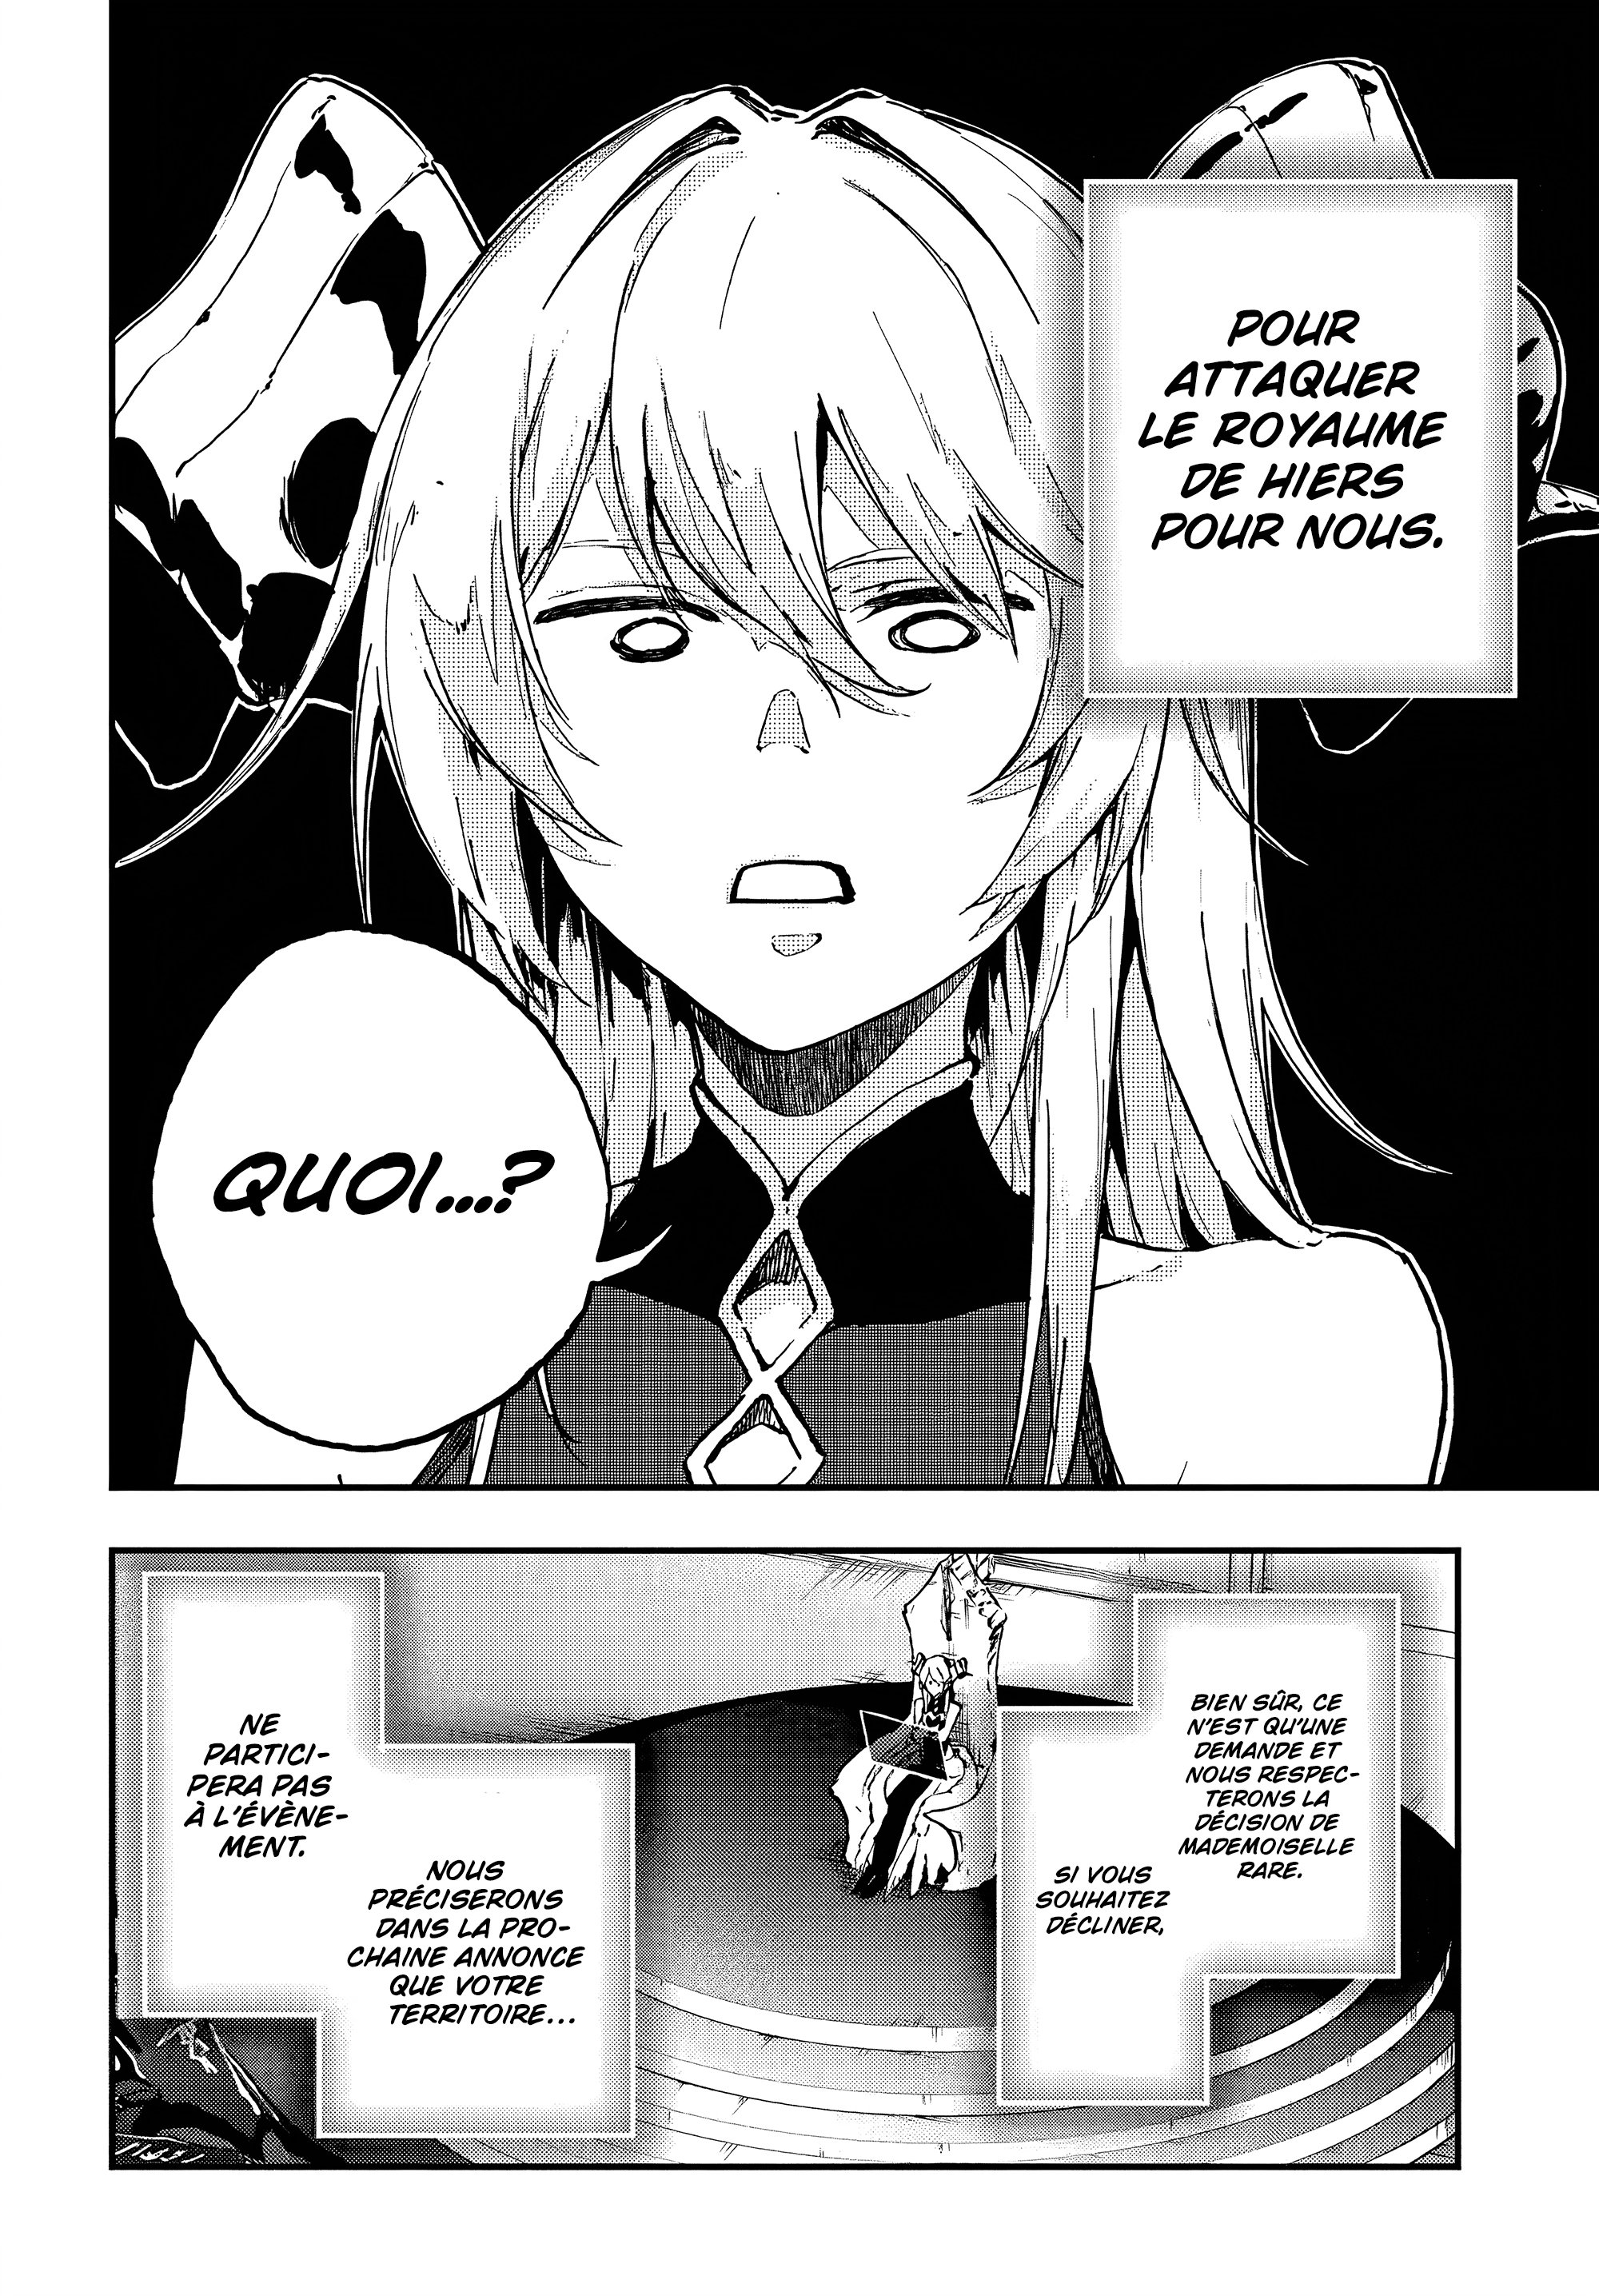 POUR
ATTAQUER
LE ROYAUME
DE HIERS
POUR NOUS.
QUOI...?
BIEN SÛR, CE
N'EST QU'UNE
DEMANDE ET
NOUS RESPEC-
TERONS LA
DÉCISION DE
MADEMOISELLE
RARE.
SI VOUS
SOUHAITEZ
DÉCLINER,
NOUS
PRÉCISERONS
DANS LA PRO-
CHAINE ANNONCE
QUE VOTRE
TERRITOIRE...
NE
PARTICI-
PERA PAS
À L'ÉVÈNE-
MENT.